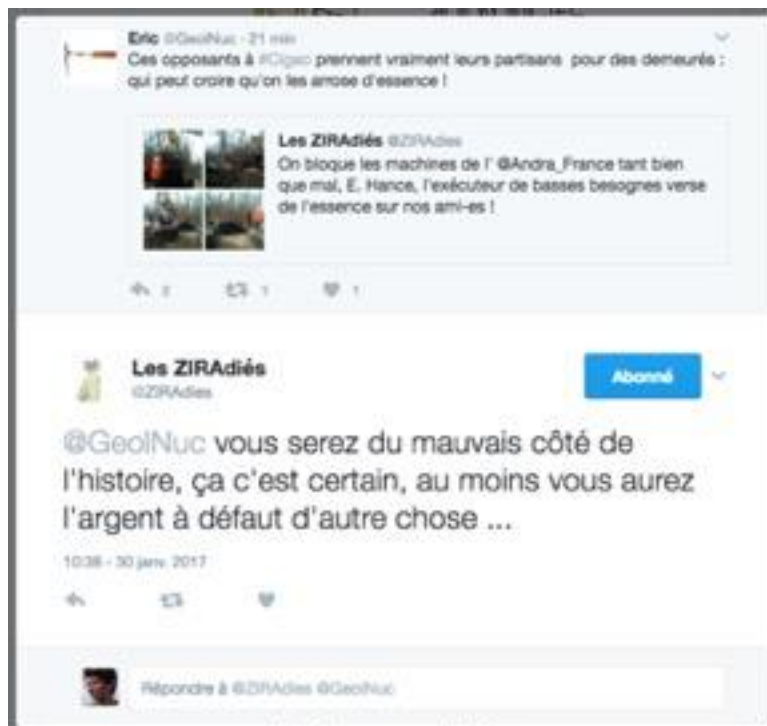 Eric @GeolNuc · 21 min
Ces opposants à #Cigeo prennent vraiment leurs partisans pour des demeurés :
qui peut croire qu'on les arrose d'essence !
Les ZIRAdiés @ZIRAdies
On bloque les machines de l' @Andra_France tant bien
que mal, E. Hance, l'exécuteur de basses besognes verse
de l'essence sur nos ami-es !
2 1 1
Les ZIRAdiés
@ZIRAdies
Abonné
@GeolNuc vous serez du mauvais côté de
l'histoire, ça c'est certain, au moins vous aurez
l'argent à défaut d'autre chose ...
10:38 - 30 janv. 2017
Répondre à @ZIRAdies @GeolNuc